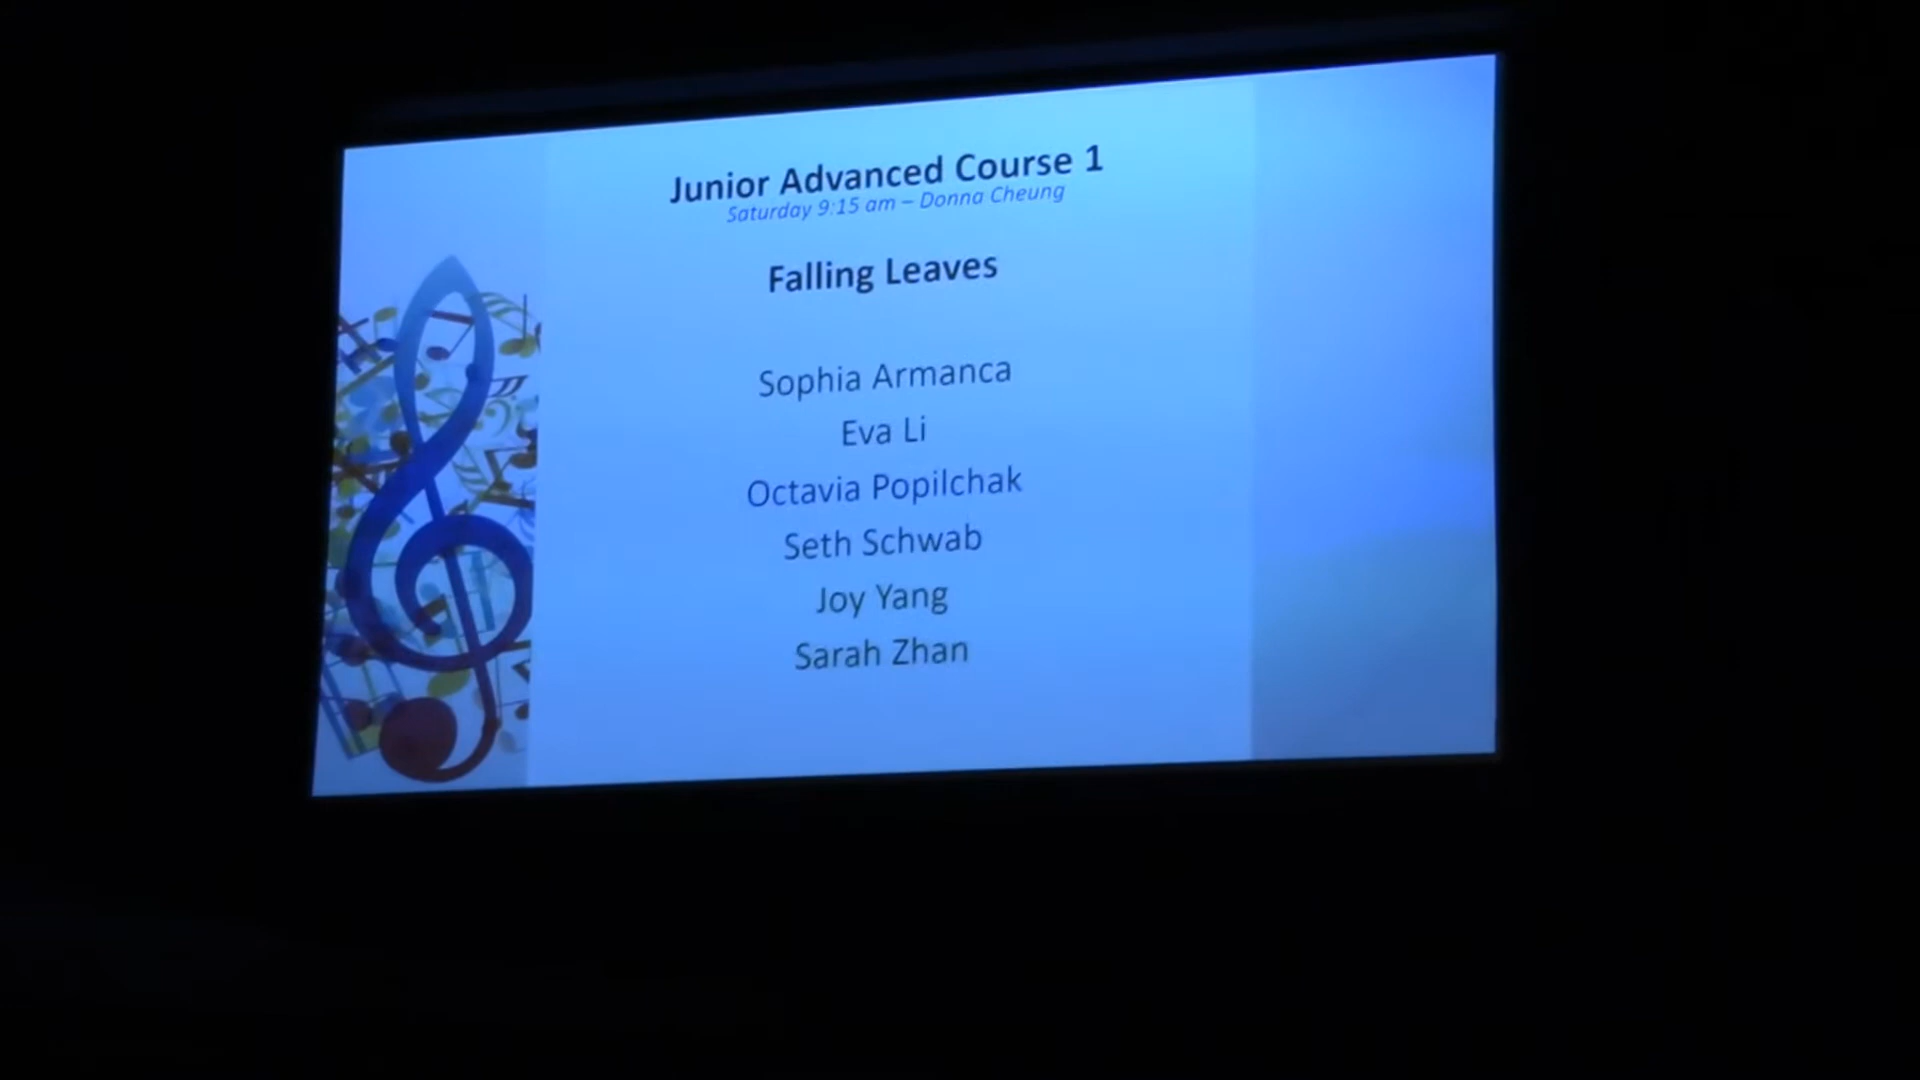 Junior Advanced Course 1
Saturday 9:15 am – Donna Cheung
Falling Leaves
Sophia Armanca
Eva Li
Octavia Popilchak
Seth Schwab
Joy Yang
Sarah Zhan